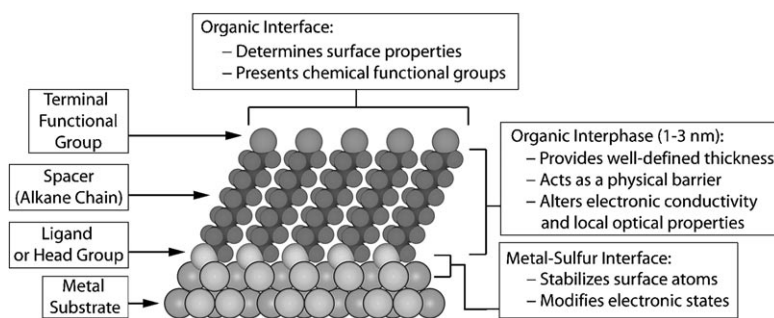 Organic Interface:
– Determines surface properties
– Presents chemical functional groups
Terminal
Functional
Group
Spacer
(Alkane Chain)
Ligand
or Head Group
Metal
Substrate
Organic Interphase (1-3 nm):
– Provides well-defined thickness
– Acts as a physical barrier
– Alters electronic conductivity
and local optical properties
Metal-Sulfur Interface:
– Stabilizes surface atoms
– Modifies electronic states